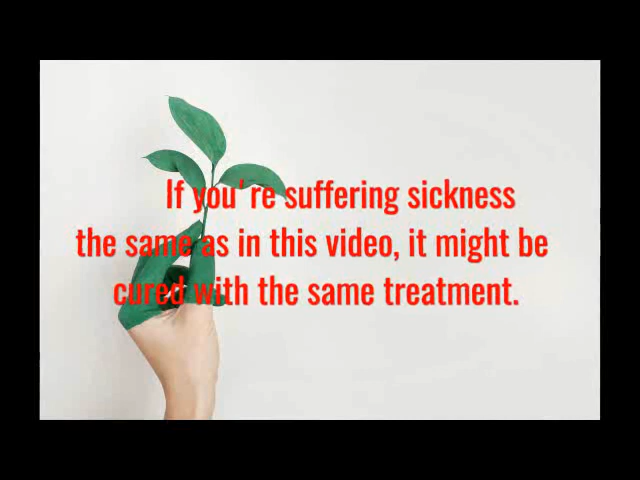 If you're suffering sickness
the same as in this video, it might be
cured with the same treatment.